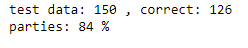 test data: 150 , correct: 126
parties: 84 %